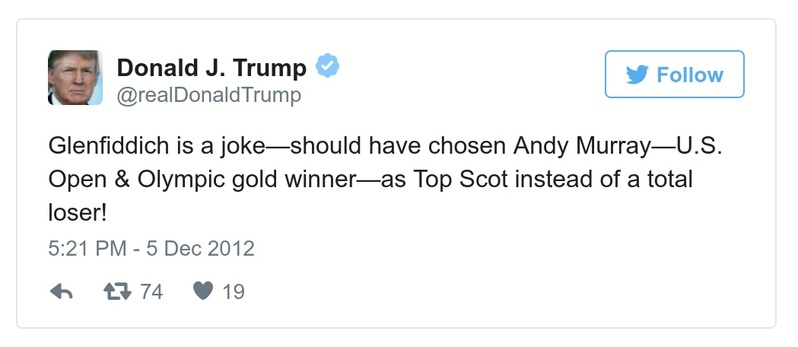 Donald J. Trump
Follow
@realDonaldTrump
Glenfiddich is a joke—should have chosen Andy Murray—U.S.
Open & Olympic gold winner—as Top Scot instead of a total
loser!
5:21 PM - 5 Dec 2012
74 19